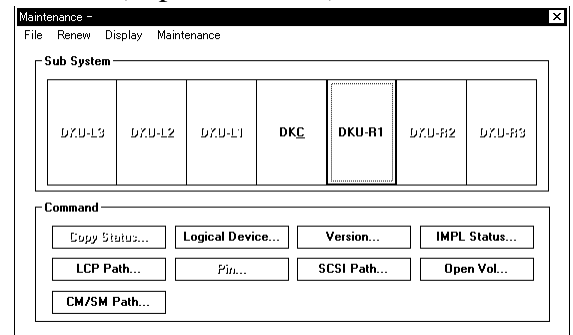 Maintenance -
File Renew Display Maintenance
Sub System
DKU-L3 DKU-L2 DKU-L1 DKC DKU-R1 DKU-R2 DKU-R3
Command
Copy Status... Logical Device... Version... IMPL Status...
LCP Path... Pin... SCSI Path... Open Vol...
CM/SM Path...